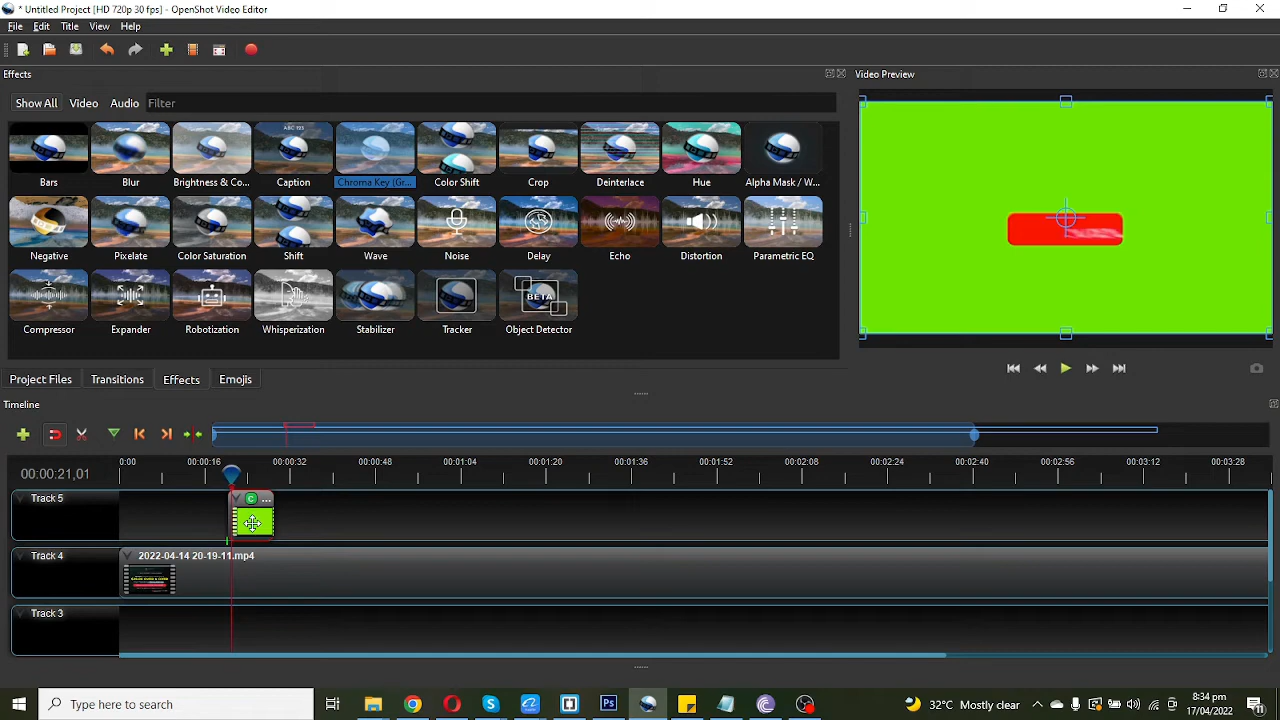 * Untitled Project [HD 720p 30 fps] - OpenShot Video Editor
File Edit Title View Help
Effects
Video Preview
Show All Video Audio Filter
ABC 123
Bars Blur Brightness & Co... Caption Chroma Key (Gr... Color Shift Crop Deinterlace Hue Alpha Mask / W...
Negative Pixelate Color Saturation Shift Wave Noise Delay Echo Distortion Parametric EQ
BETA
Compressor Expander Robotization Whisperization Stabilizer Tracker Object Detector
Project Files Transitions Effects Emojis
Timeline
00:00:21,01
0:00 00:00:16 00:00:32 00:00:48 00:01:04 00:01:20 00:01:36 00:01:52 00:02:08 00:02:24 00:02:40 00:02:56 00:03:12 00:03:28
Track 5
C ...
Track 4
2022-04-14 20-19-11.mp4
Track 3
Type here to search
Ps
32°C Mostly clear
8:34 pm
17/04/2022